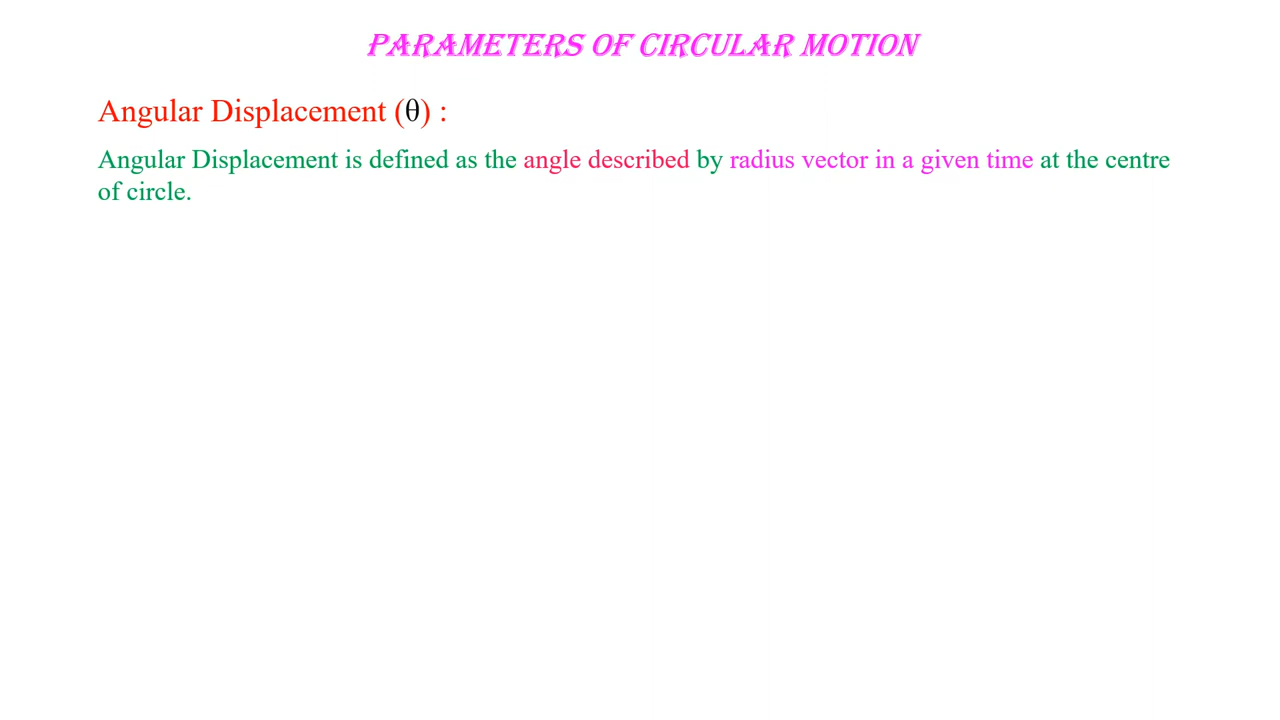 PARAMETERS OF CIRCULAR MOTION
Angular Displacement (θ) :
Angular Displacement is defined as the angle described by radius vector in a given time at the centre
of circle.